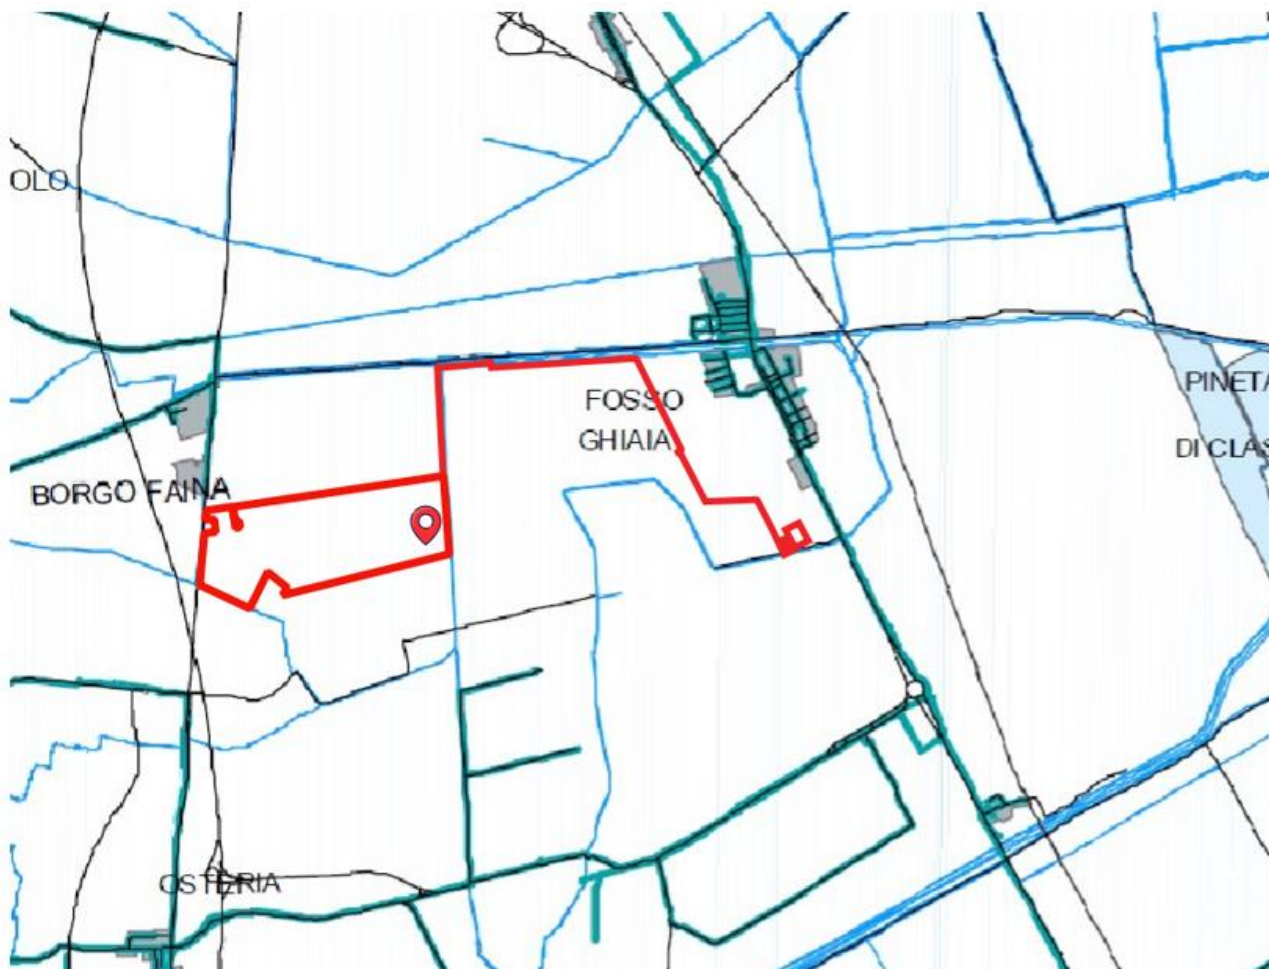 OLO
PINETA
DI CLAS
FOSSO
GHIAIA
BORGO FAINA
OSTERIA